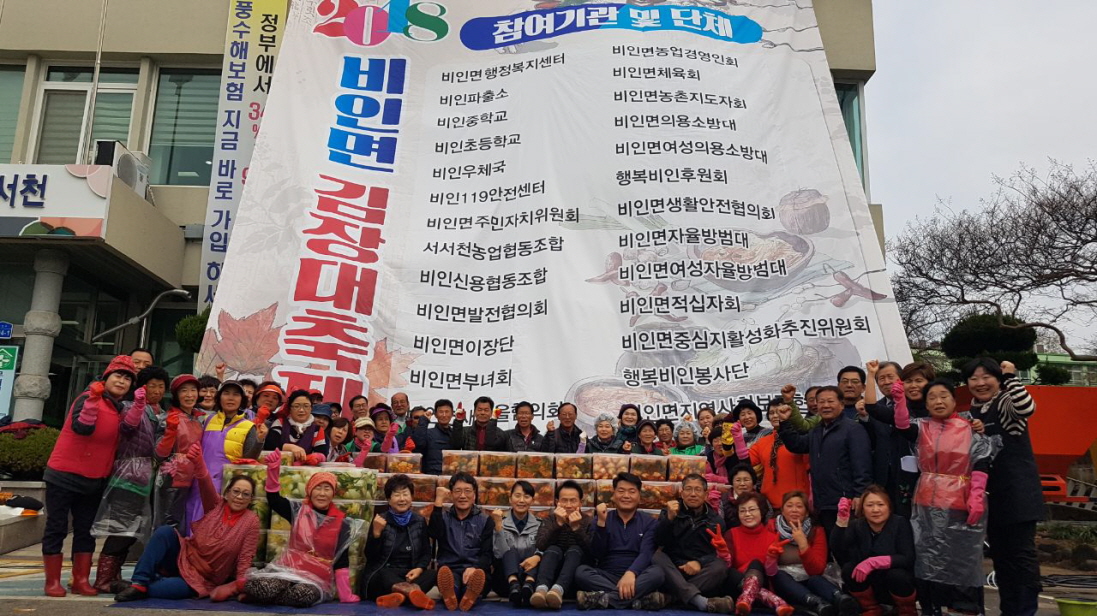 정부에서 34
풍수해보험 지금 바로 가입 하
서천
2018
비인면 김장대축제
참여기관 및 단체
비인면행정복지센터
비인파출소
비인중학교
비인초등학교
비인우체국
비인119안전센터
비인면주민자치위원회
서서천농업협동조합
비인신용협동조합
비인면발전협의회
비인면이장단
비인면부녀회
비인면농업경영인회
비인면체육회
비인면농촌지도자회
비인면의용소방대
비인면여성의용소방대
행복비인후원회
비인면생활안전협의회
비인면자율방범대
비인면여성자율방범대
비인면적십자회
비인면중심지활성화추진위원회
행복비인봉사단
비인면지역사회보장